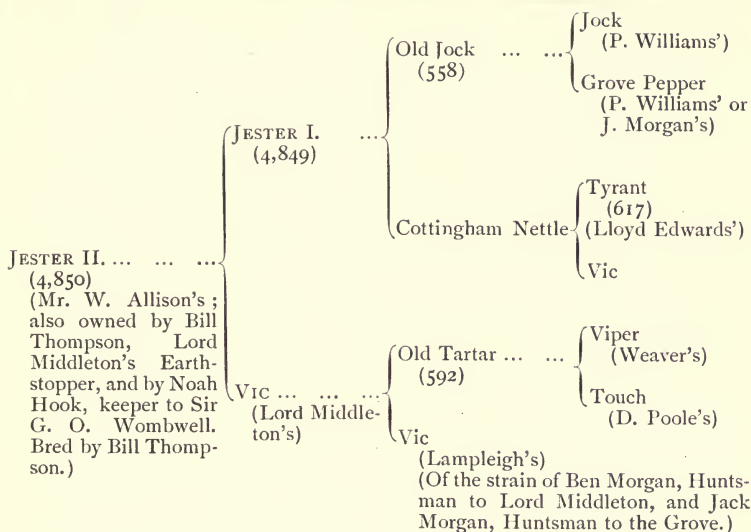 Jock
(P. Williams')
Old Jock ... ...
(558)
Grove Pepper
(P. Williams' or
J. Morgan's)
JESTER I. ...
(4,849)
Tyrant
(617)
(Lloyd Edwards')
Cottingham Nettle
Vic
JESTER II. ... ... ...
(4,850)
(Mr. W. Allison's ;
also owned by Bill
Thompson, Lord
Middleton's Earth-
stopper, and by Noah
Hook, keeper to Sir
G. O. Wombwell.
Bred by Bill Thomp-
son.)
Viper
(Weaver's)
Old Tartar ... ...
(592)
Touch
(D. Poole's)
VIC ... ... ...
(Lord Middle-
ton's)
Vic
(Lampleigh's)
(Of the strain of Ben Morgan, Hunts-
man to Lord Middleton, and Jack
Morgan, Huntsman to the Grove.)